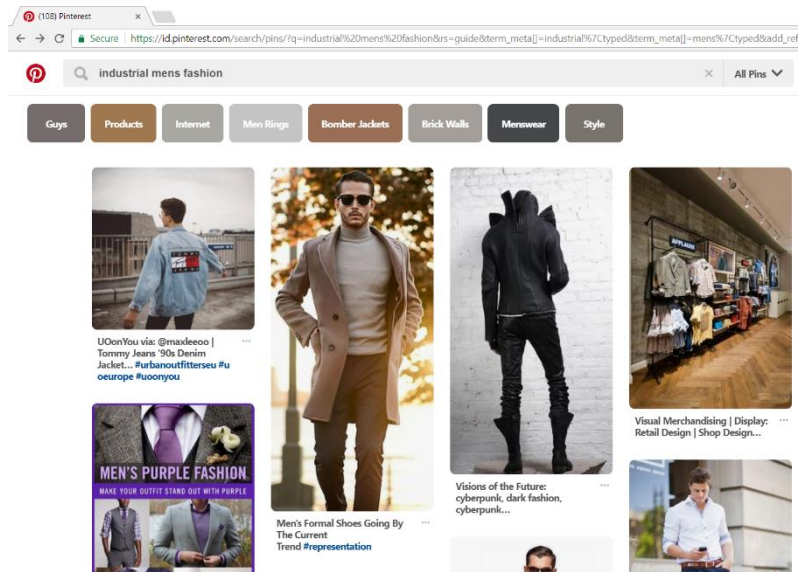 (108) Pinterest
Secure https://id.pinterest.com/search/pins/?q=industrial%20mens%20fashion&rs=guide&term_meta[]=industrial%7Ctyped&term_meta[]=mens%7Ctyped&add_ref
industrial mens fashion
All Pins
Guys
Products
Internet
Men Rings
Bomber Jackets
Brick Walls
Menswear
Style
TOMMY
JEANS
UOonYou via: @maxleeoo |
Tommy Jeans '90s Denim
Jacket... #urbanoutfitterseu #u
oeurope #uoonyou
MEN'S PURPLE FASHION
MAKE YOUR OUTFIT STAND OUT WITH PURPLE
Men's Formal Shoes Going By
The Current
Trend #representation
Visions of the Future:
cyberpunk, dark fashion,
cyberpunk...
APPLAUSE
Visual Merchandising | Display:
Retail Design | Shop Design...